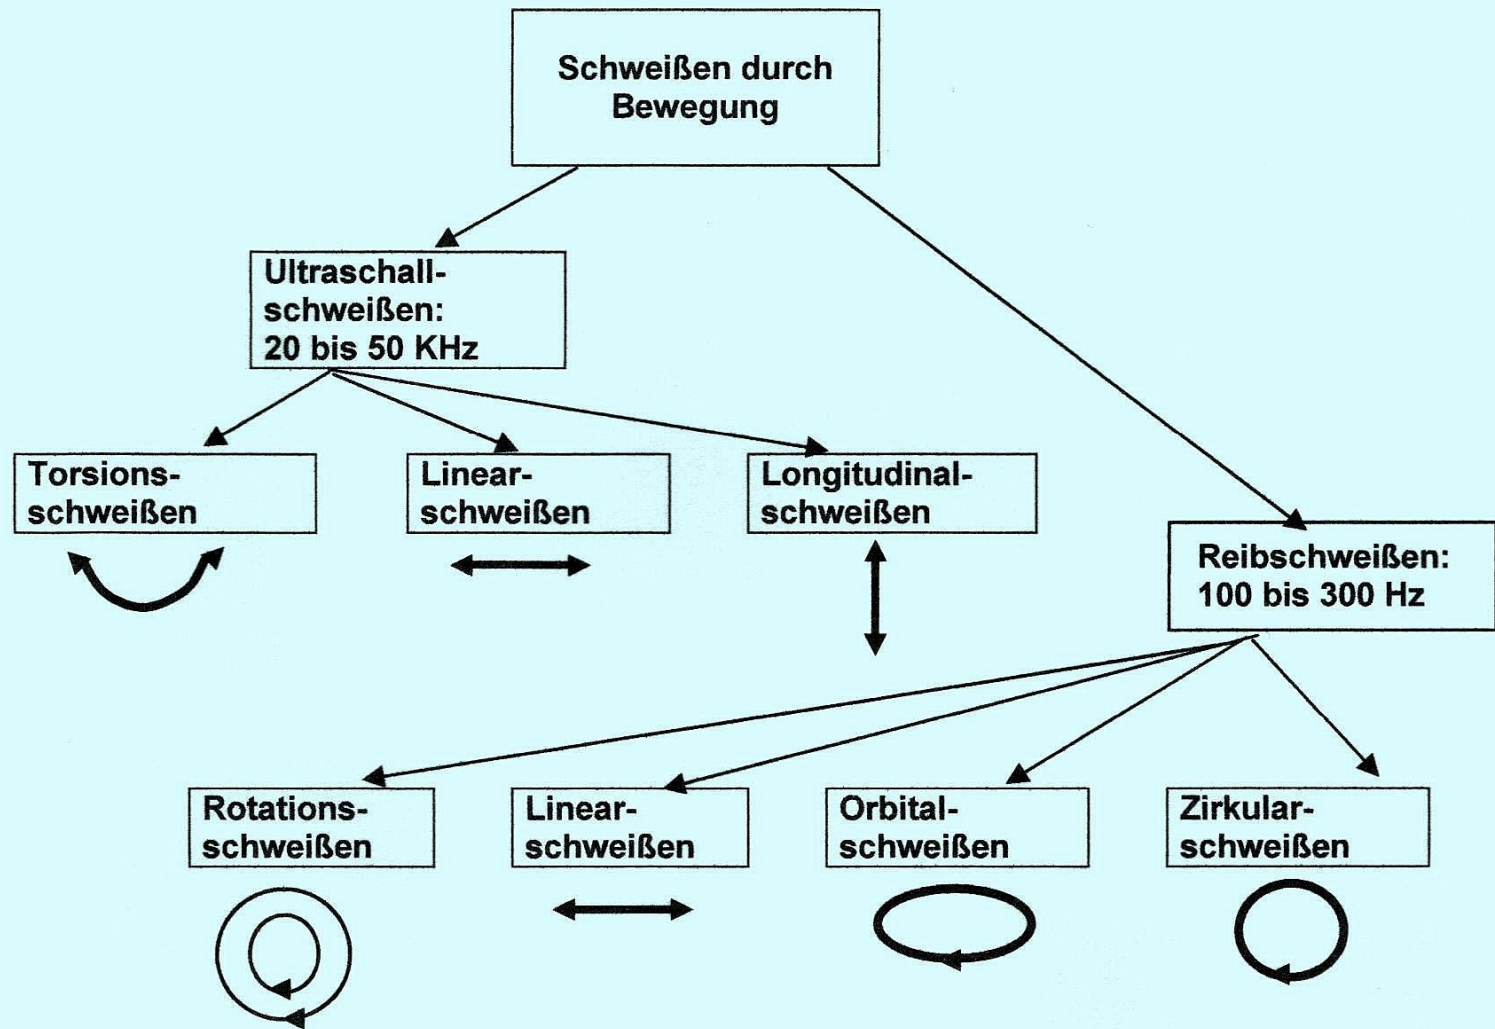 Schweißen durch
Bewegung
Ultraschall-
schweißen:
20 bis 50 KHz
Torsions-
schweißen
Linear-
schweißen
Longitudinal-
schweißen
Reibschweißen:
100 bis 300 Hz
Rotations-
schweißen
Linear-
schweißen
Orbital-
schweißen
Zirkular-
schweißen